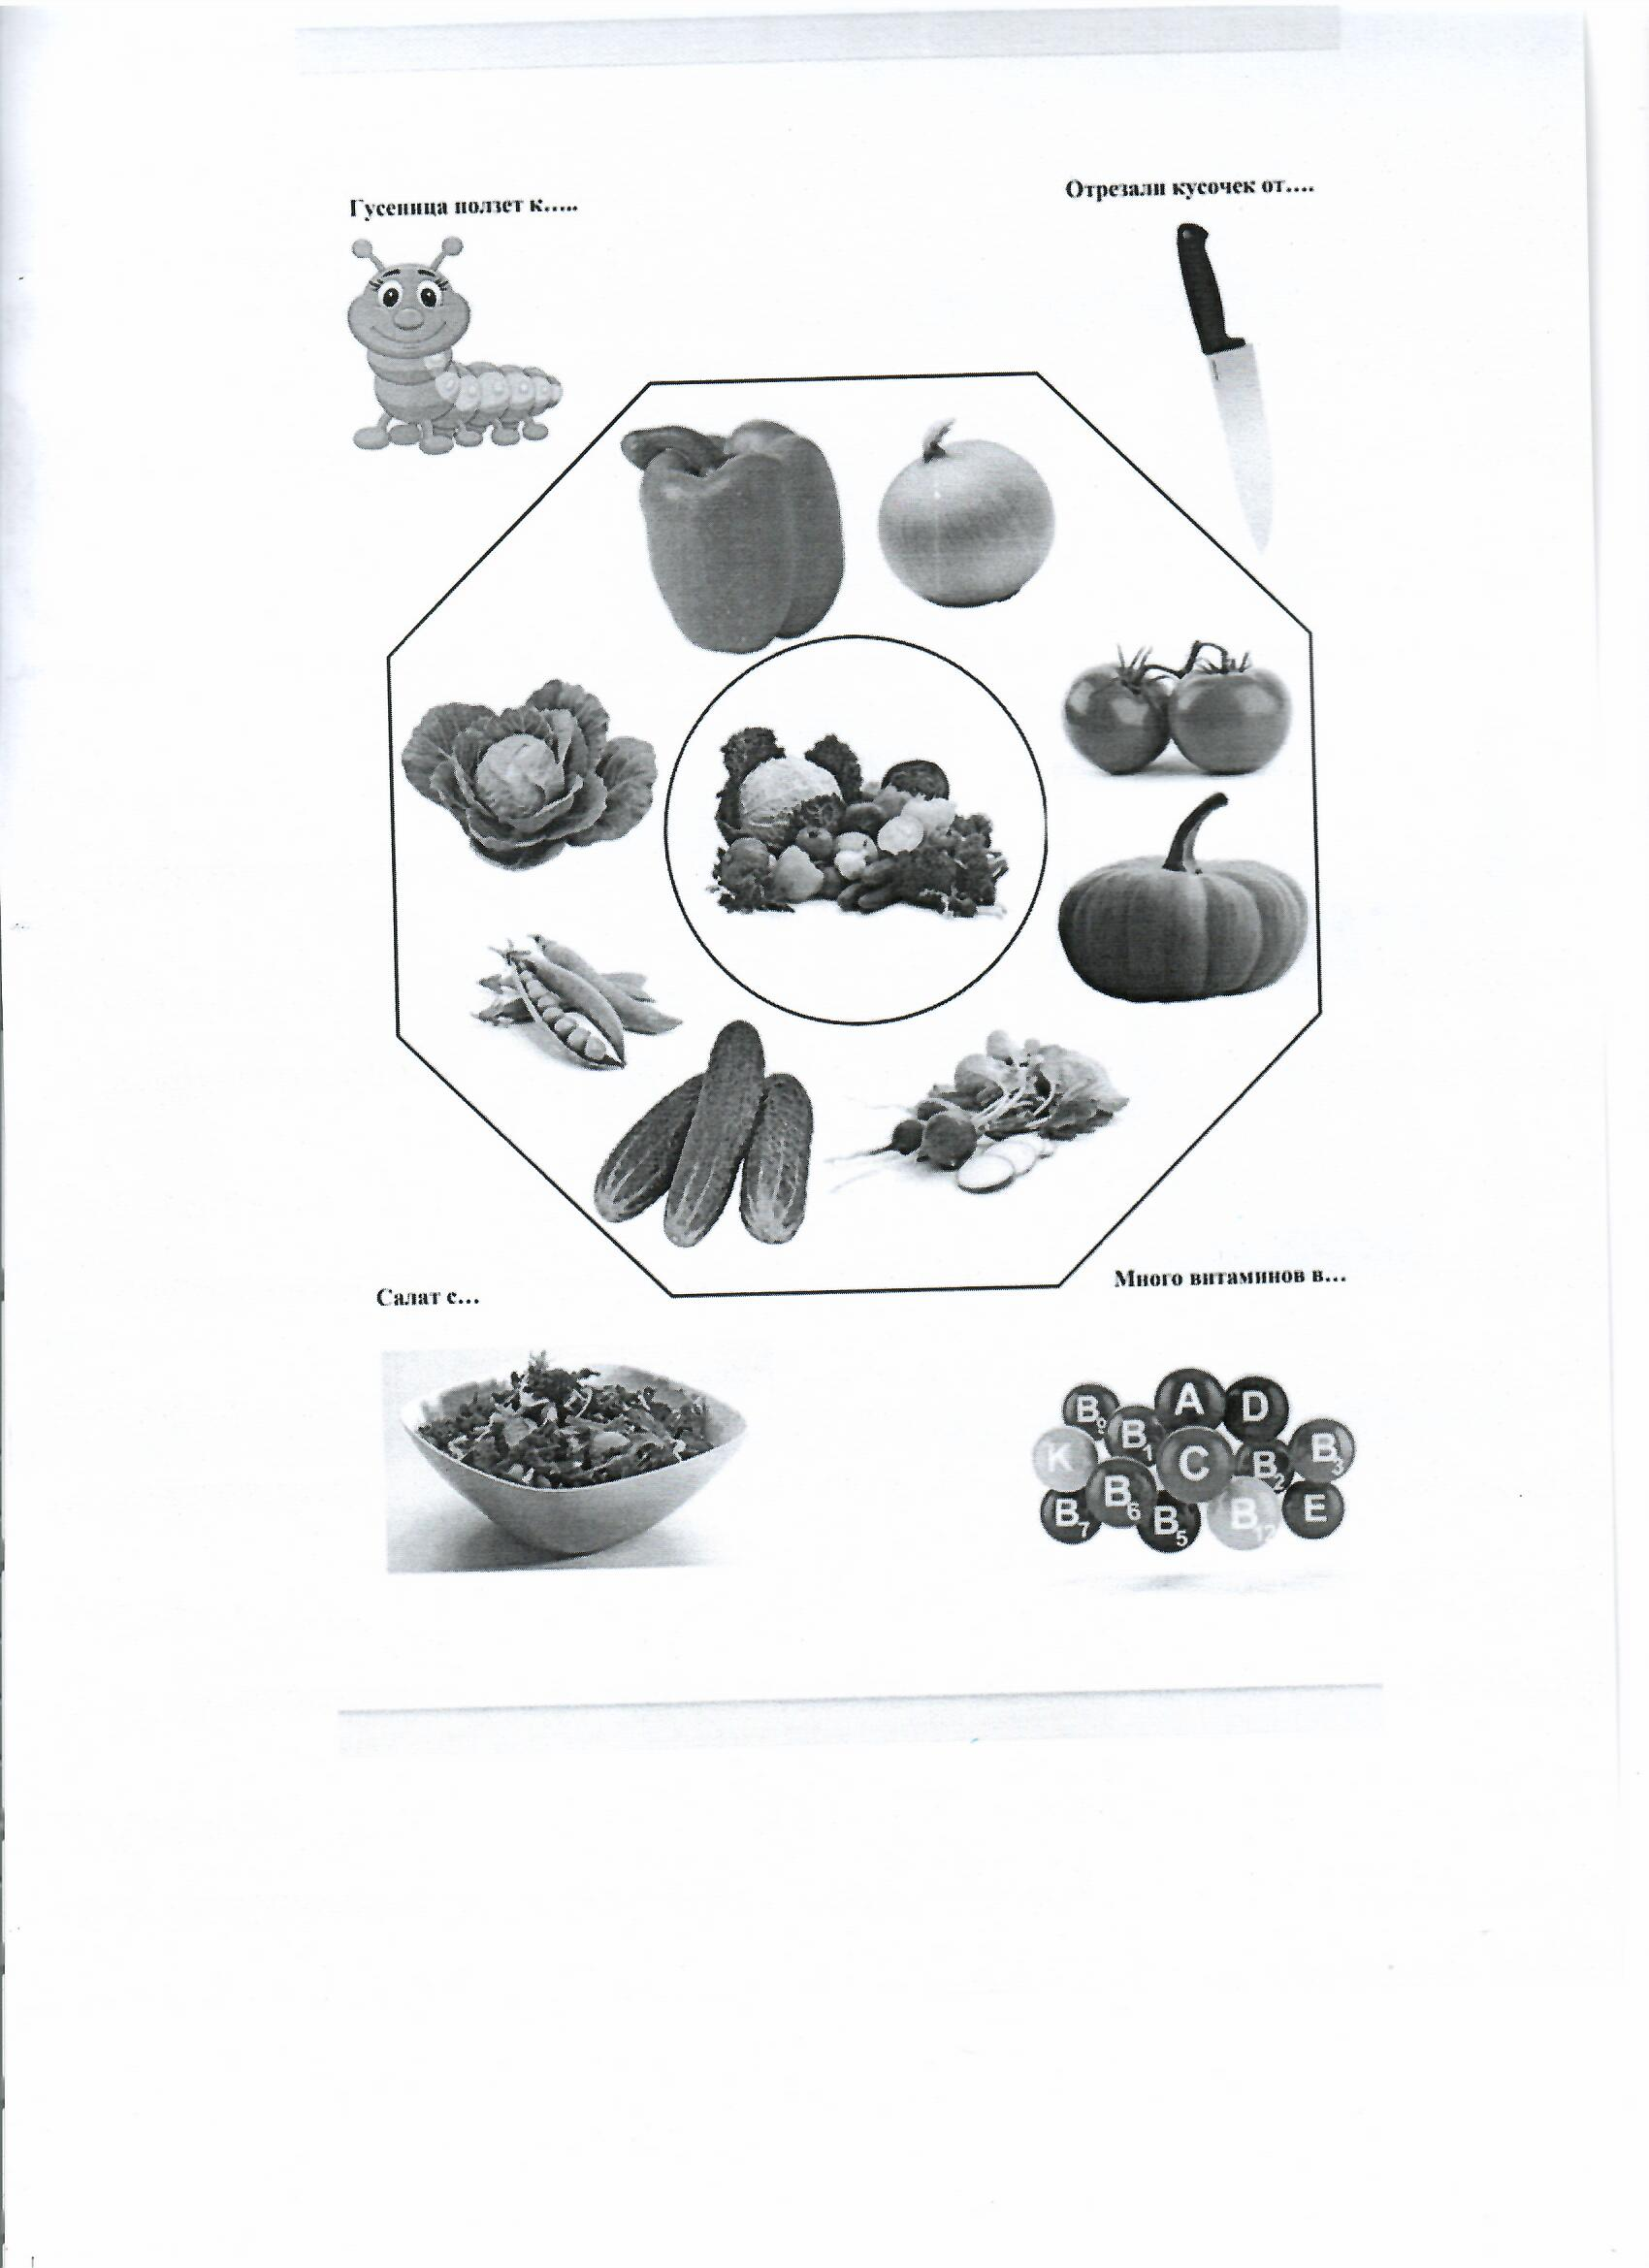 Гусеница ползет к…..
Отрезали кусочек от….
Салат с…
Много витаминов в…
A
D
B9
B1
K
C
B2
B3
B6
B7
B5
B12
E